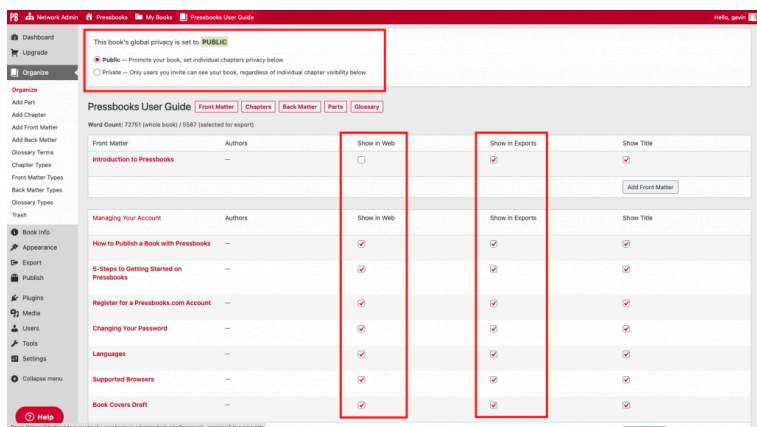 PB Network Admin Pressbooks My Books Pressbooks User Guide Hello, gavin
Dashboard
Upgrade
Organize
Organize
Add Part
Add Chapter
Add Front Matter
Add Back Matter
Glossary Terms
Chapter Types
Front Matter Types
Back Matter Types
Glossary Types
Trash
Book Info
Appearance
Export
Publish
Plugins
Media
Users
Tools
Settings
Collapse menu
Help
This book's global privacy is set to PUBLIC
Public — Promote your book, set individual chapters privacy below.
Private — Only users you invite can see your book, regardless of individual chapter visibility below.
Pressbooks User Guide Front Matter Chapters Back Matter Parts Glossary
Word Count: 72751 (whole book) / 5587 (selected for export)
Front Matter Authors Show in Web Show in Exports Show Title
Introduction to Pressbooks —
Add Front Matter
Managing Your Account Authors Show in Web Show in Exports Show Title
How to Publish a Book with Pressbooks —
5-Steps to Getting Started on
Pressbooks —
Register for a Pressbooks.com Account —
Changing Your Password —
Languages —
Supported Browsers —
Book Covers Draft —